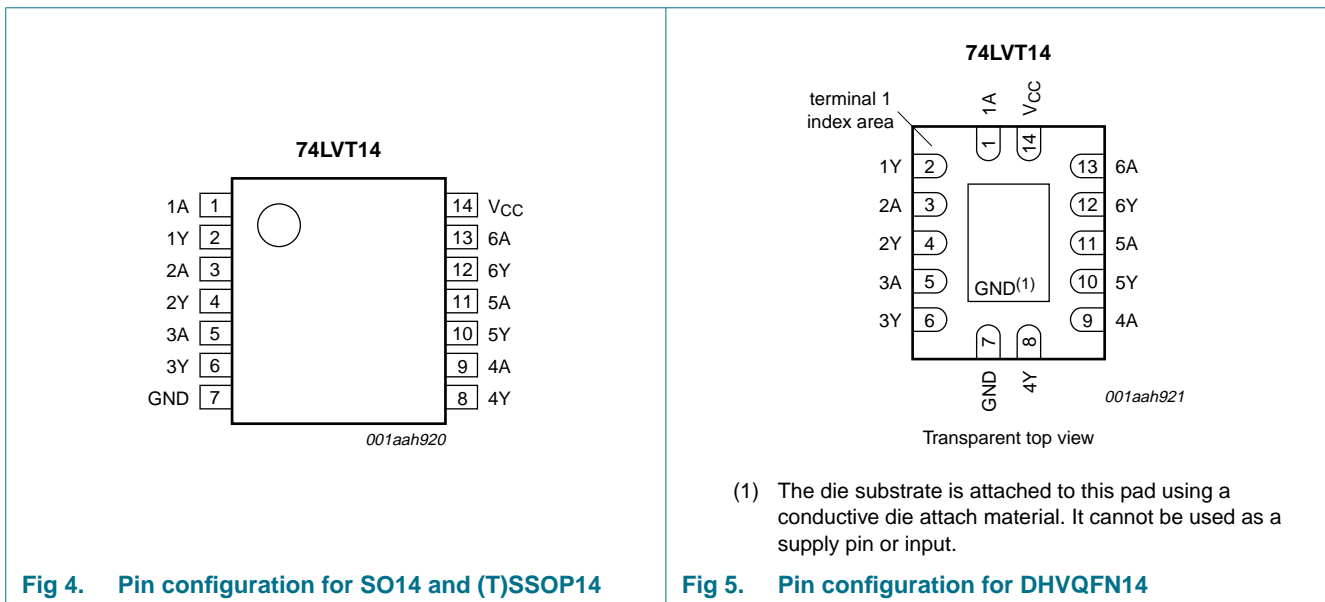 74LVT14
1A 1
14 VCC
1Y 2
13 6A
2A 3
12 6Y
2Y 4
11 5A
3A 5
10 5Y
3Y 6
9 4A
GND 7
8 4Y
001aah920
Fig 4. Pin configuration for SO14 and (T)SSOP14
74LVT14
terminal 1
index area
1A
VCC
1
14
1Y 2
13 6A
2A 3
12 6Y
2Y 4
11 5A
3A 5
10 5Y
GND(1)
3Y 6
9 4A
7
8
GND
4Y
001aah921
Transparent top view
(1) The die substrate is attached to this pad using a
conductive die attach material. It cannot be used as a
supply pin or input.
Fig 5. Pin configuration for DHVQFN14